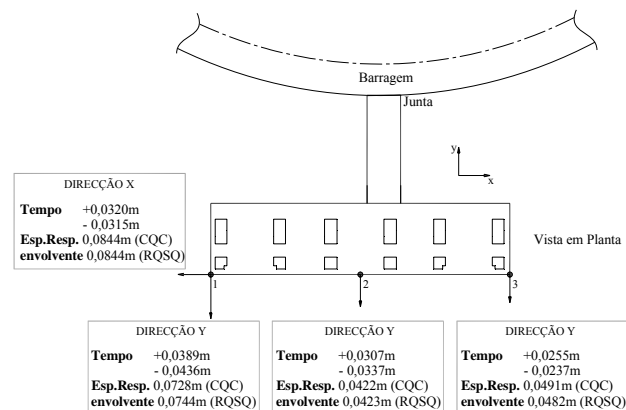 Barragem
Junta
y
x
Vista em Planta
DIRECÇÃO X
Tempo +0,0320m
- 0,0315m
Esp.Resp. 0,0844m (CQC)
envolvente 0,0844m (RQSQ)
1
2
3
DIRECÇÃO Y
Tempo +0,0389m
- 0,0436m
Esp.Resp. 0,0728m (CQC)
envolvente 0,0744m (RQSQ)
DIRECÇÃO Y
Tempo +0,0307m
- 0,0337m
Esp.Resp. 0,0422m (CQC)
envolvente 0,0423m (RQSQ)
DIRECÇÃO Y
Tempo +0,0255m
- 0,0237m
Esp.Resp. 0,0491m (CQC)
envolvente 0,0482m (RQSQ)